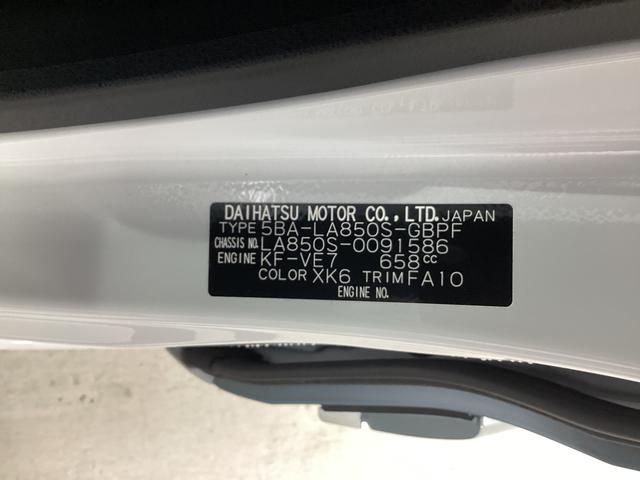 DAIHATSU MOTOR CO., LTD. JAPAN
TYPE 5BA-LA850S-GBPF
CHASSIS NO. LA850S-0091586
ENGINE KF-VE7 658cc
COLOR XK6 TRIM FA10
ENGINE NO.